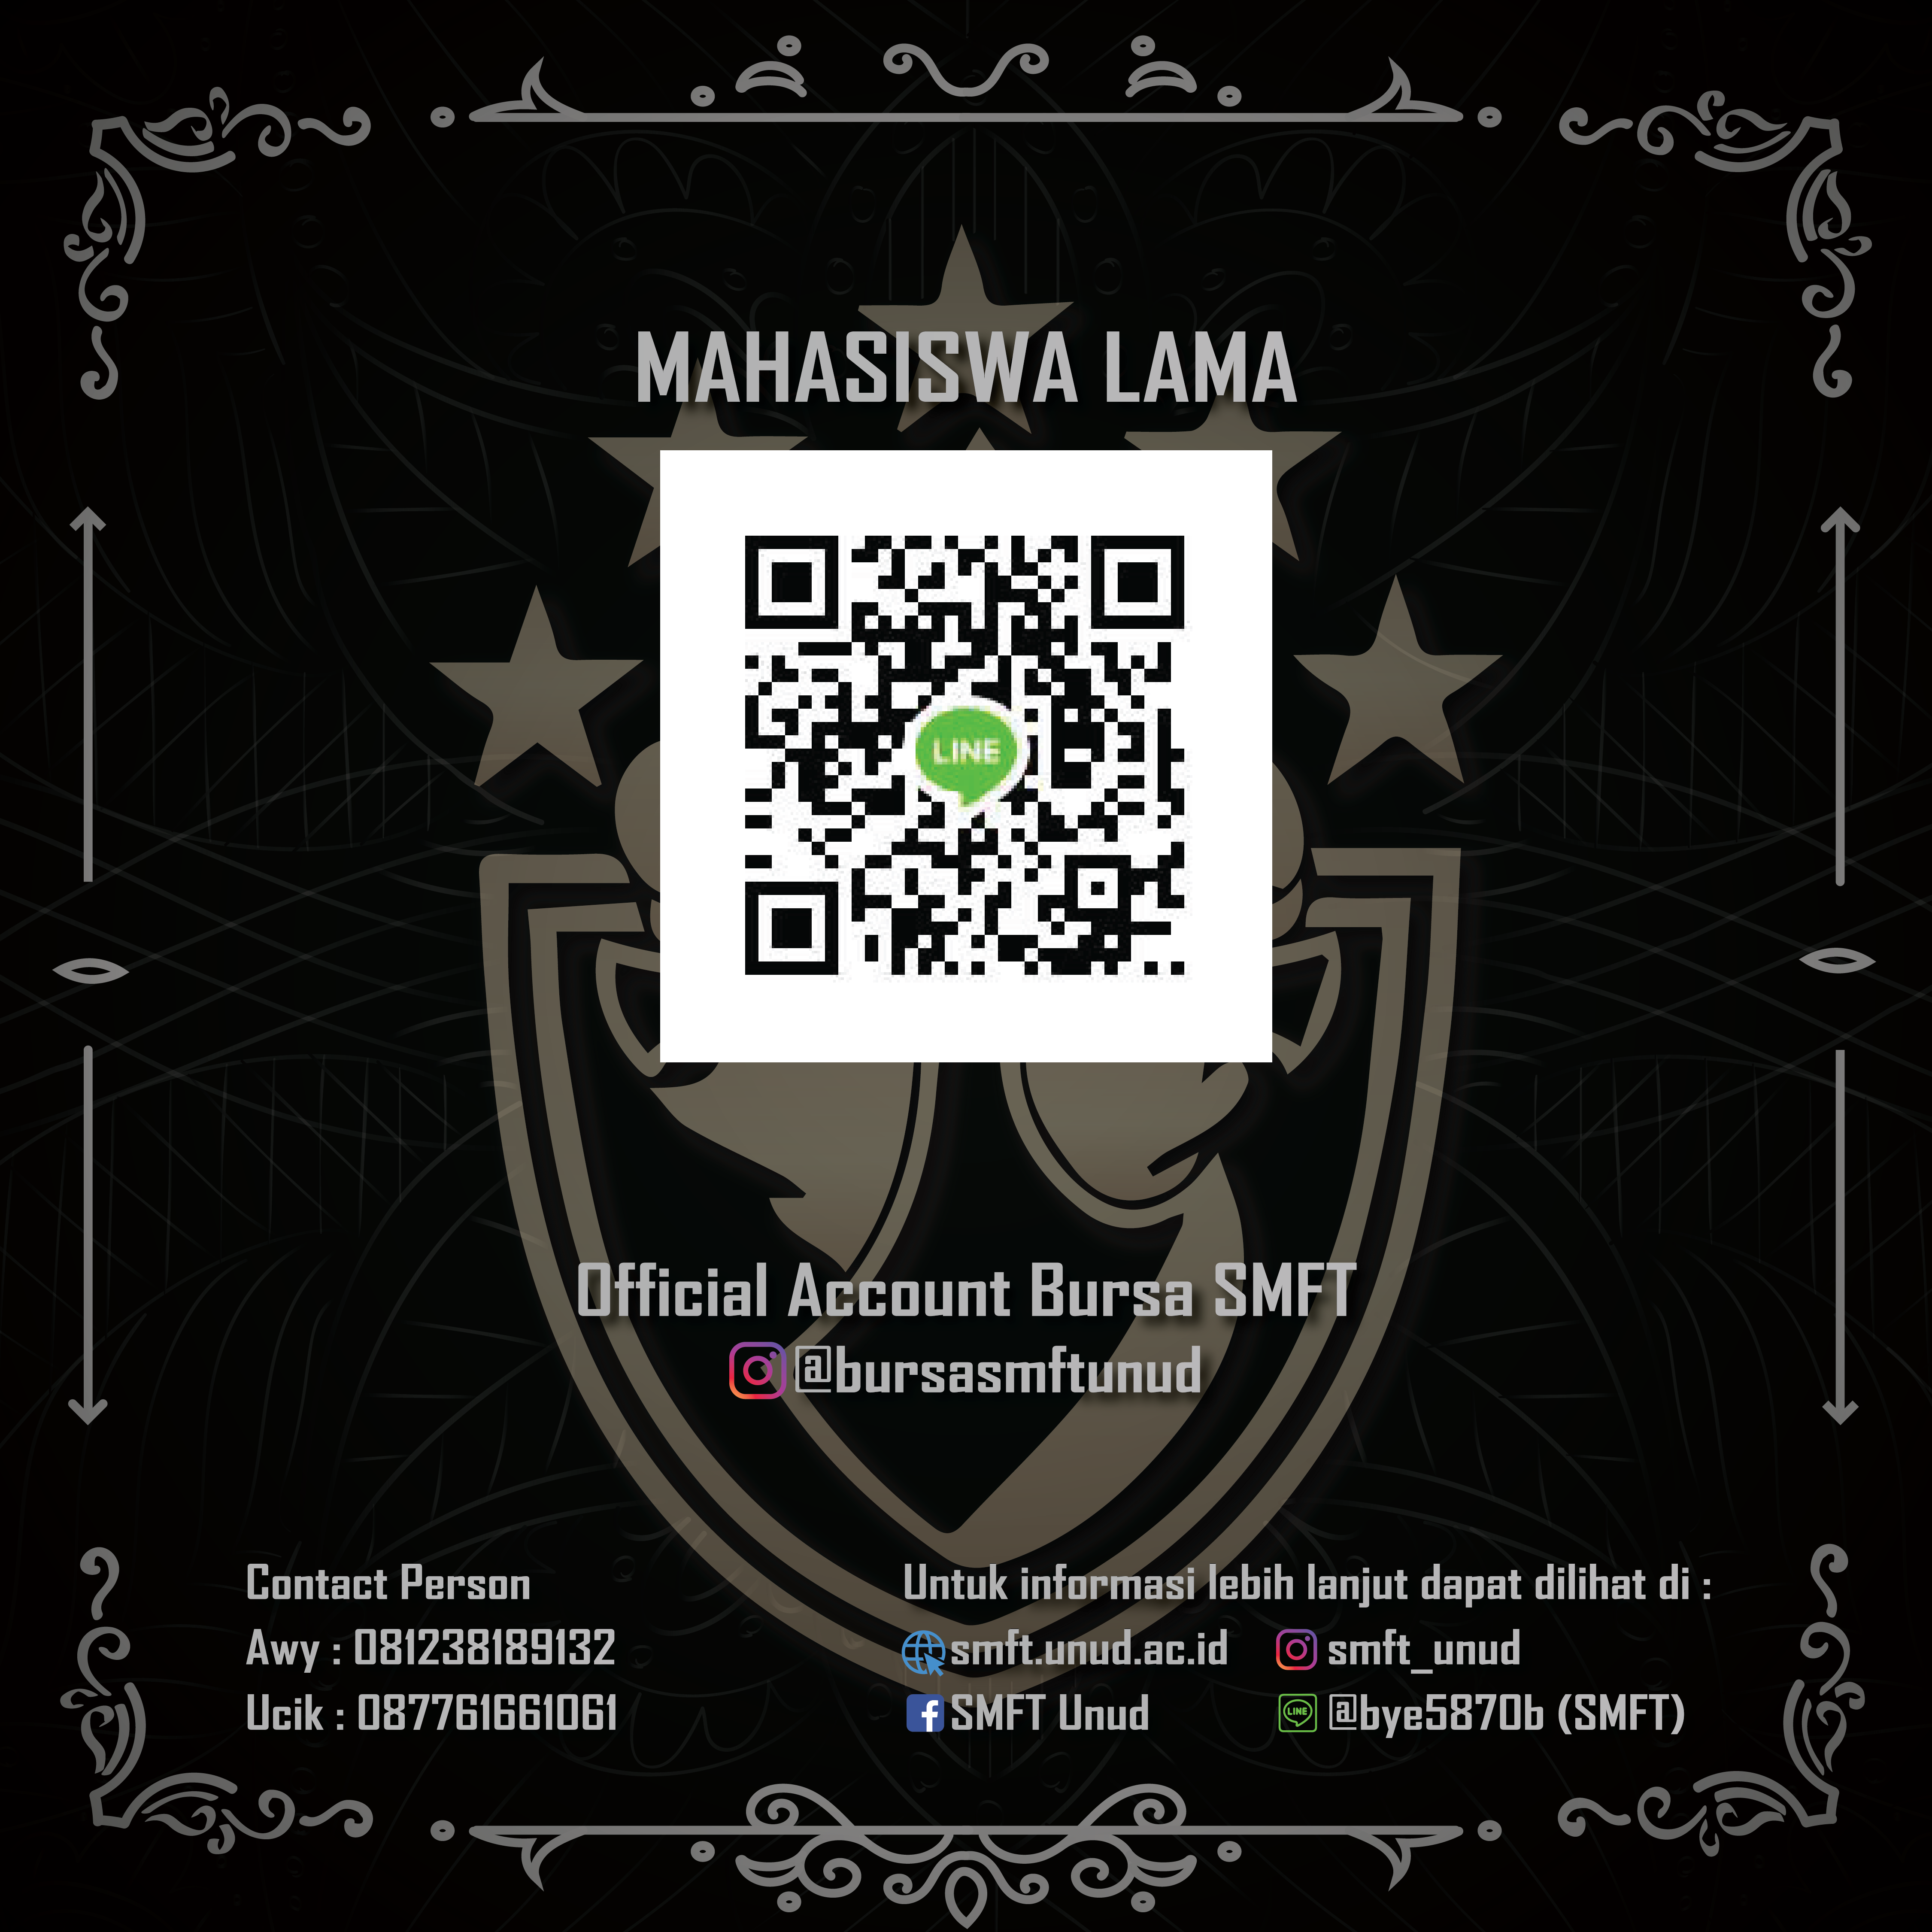 MAHASISWA LAMA
LINE
Official Account Bursa SMFT
@bursasmftunud
Contact Person
Awy : 081238189132
Ucik : 087761661061
Untuk informasi lebih lanjut dapat dilihat di :
smft.unud.ac.id smft_unud
SMFT Unud LINE @bye5870b (SMFT)